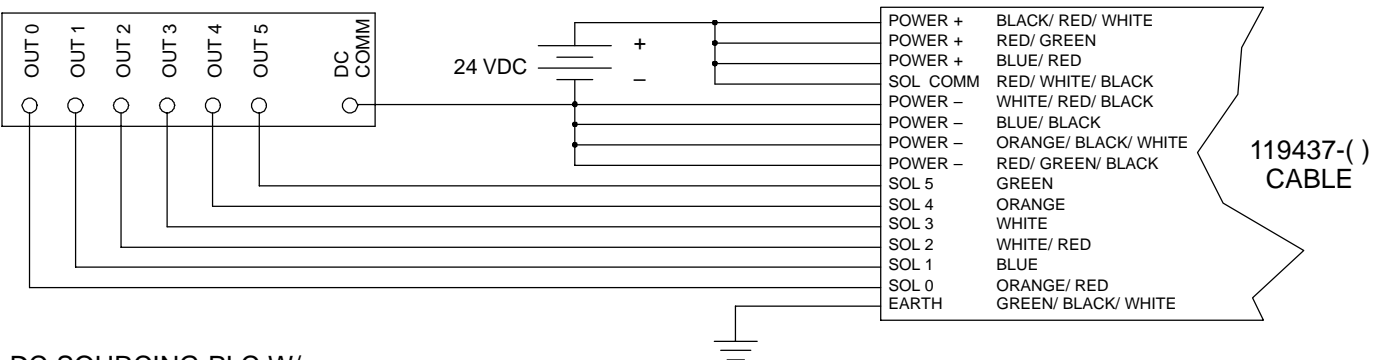 OUT 0
OUT 1
OUT 2
OUT 3
OUT 4
OUT 5
DC
COMM
24 VDC
+
–
POWER + BLACK/ RED/ WHITE
POWER + RED/ GREEN
POWER + BLUE/ RED
SOL COMM RED/ WHITE/ BLACK
POWER – WHITE/ RED/ BLACK
POWER – BLUE/ BLACK
POWER – ORANGE/ BLACK/ WHITE
POWER – RED/ GREEN/ BLACK
SOL 5 GREEN
SOL 4 ORANGE
SOL 3 WHITE
SOL 2 WHITE/ RED
SOL 1 BLUE
SOL 0 ORANGE/ RED
EARTH GREEN/ BLACK/ WHITE
119437-( )
CABLE
DC SOURCING PLC W/